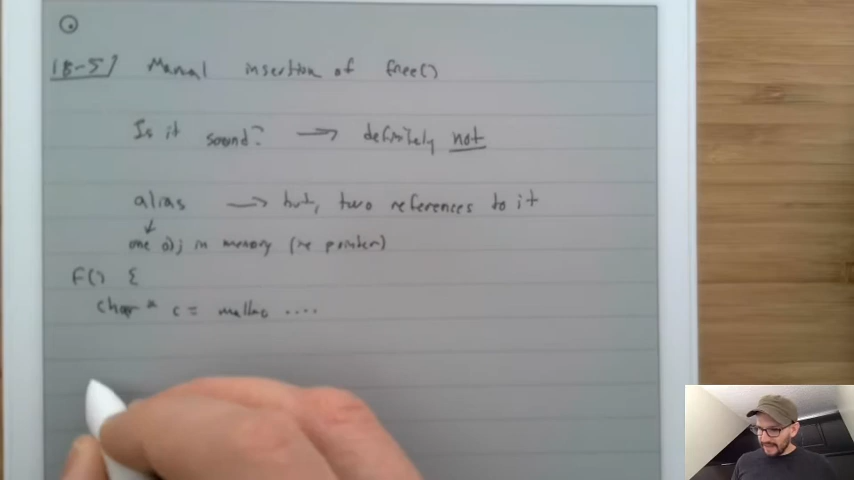 18-5] Manual insertion of free()
Is it sound? → definitely not
alias → but, two references to it
↓
one obj in memory (ie pointer)
f() {
char * c = malloc ....